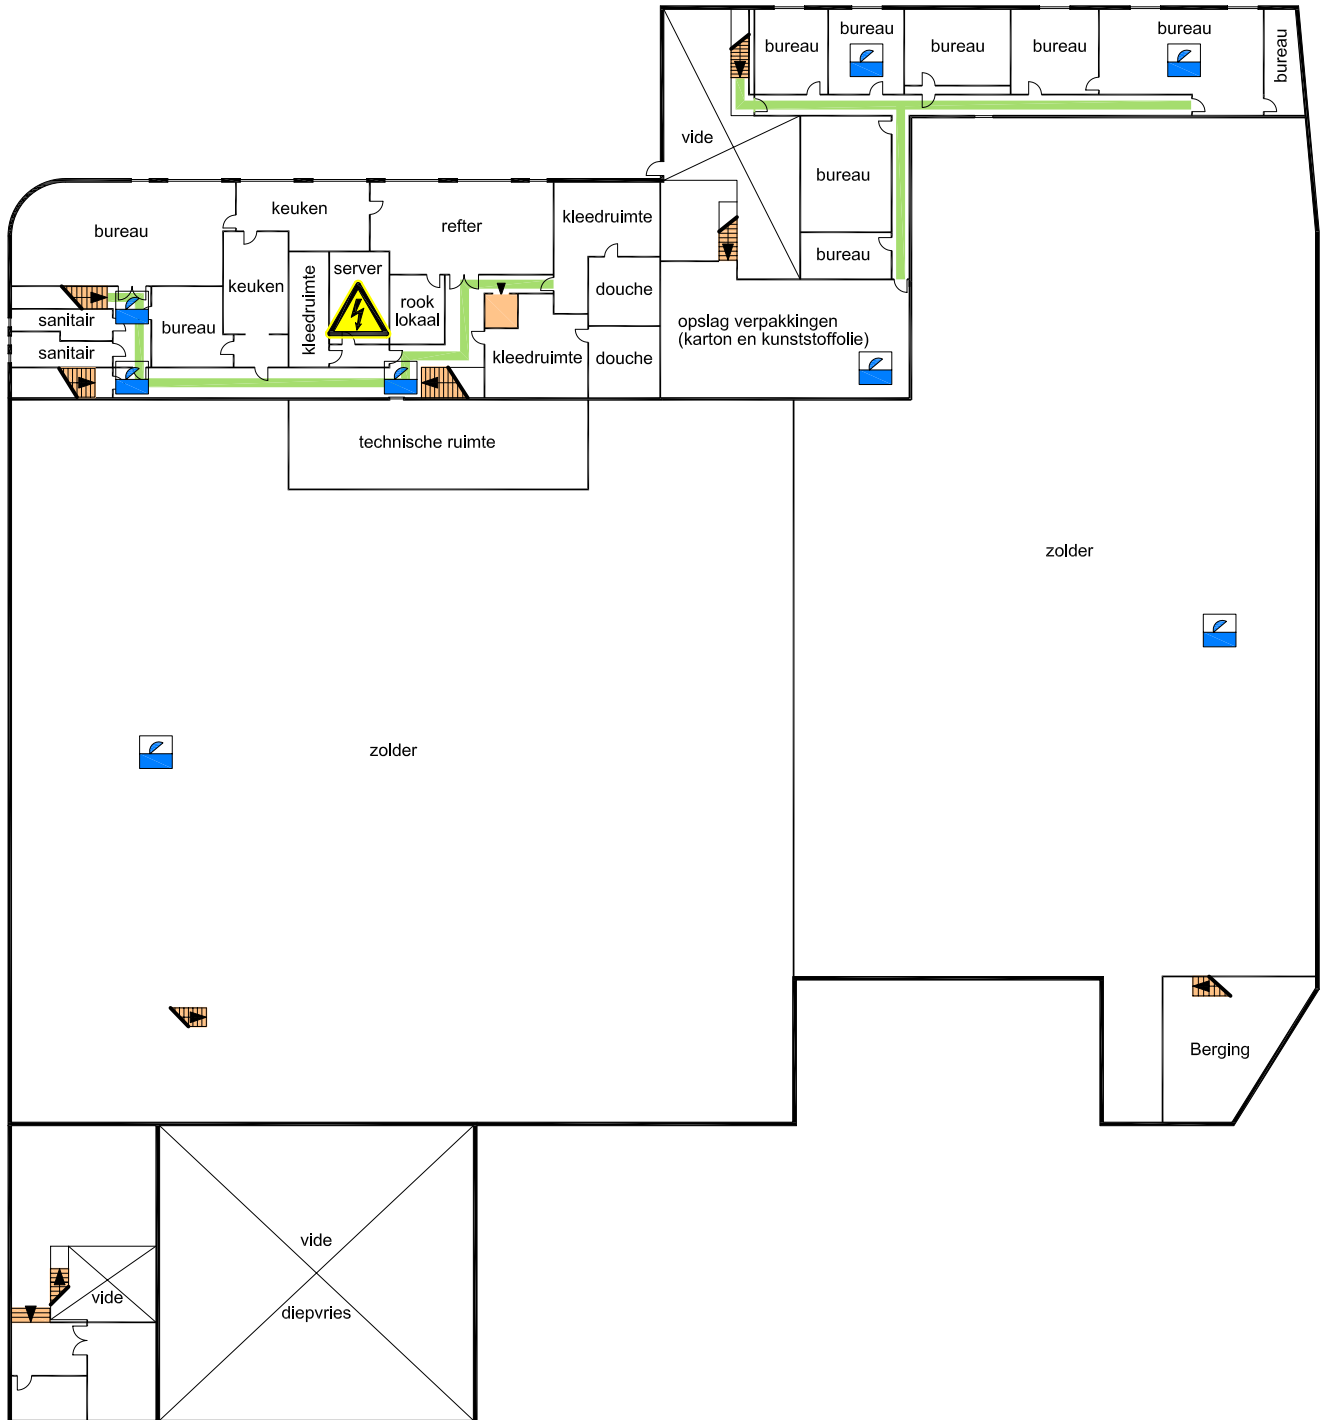 bureau
bureau
bureau
bureau
bureau
bureau
vide
bureau
bureau
keuken
kleedruimte
bureau
refter
server
keuken
kleedruimte
douche
rook
lokaal
sanitair
bureau
opslag verpakkingen
(karton en kunststoffolie)
sanitair
kleedruimte
douche
technische ruimte
zolder
zolder
Berging
vide
vide
diepvries